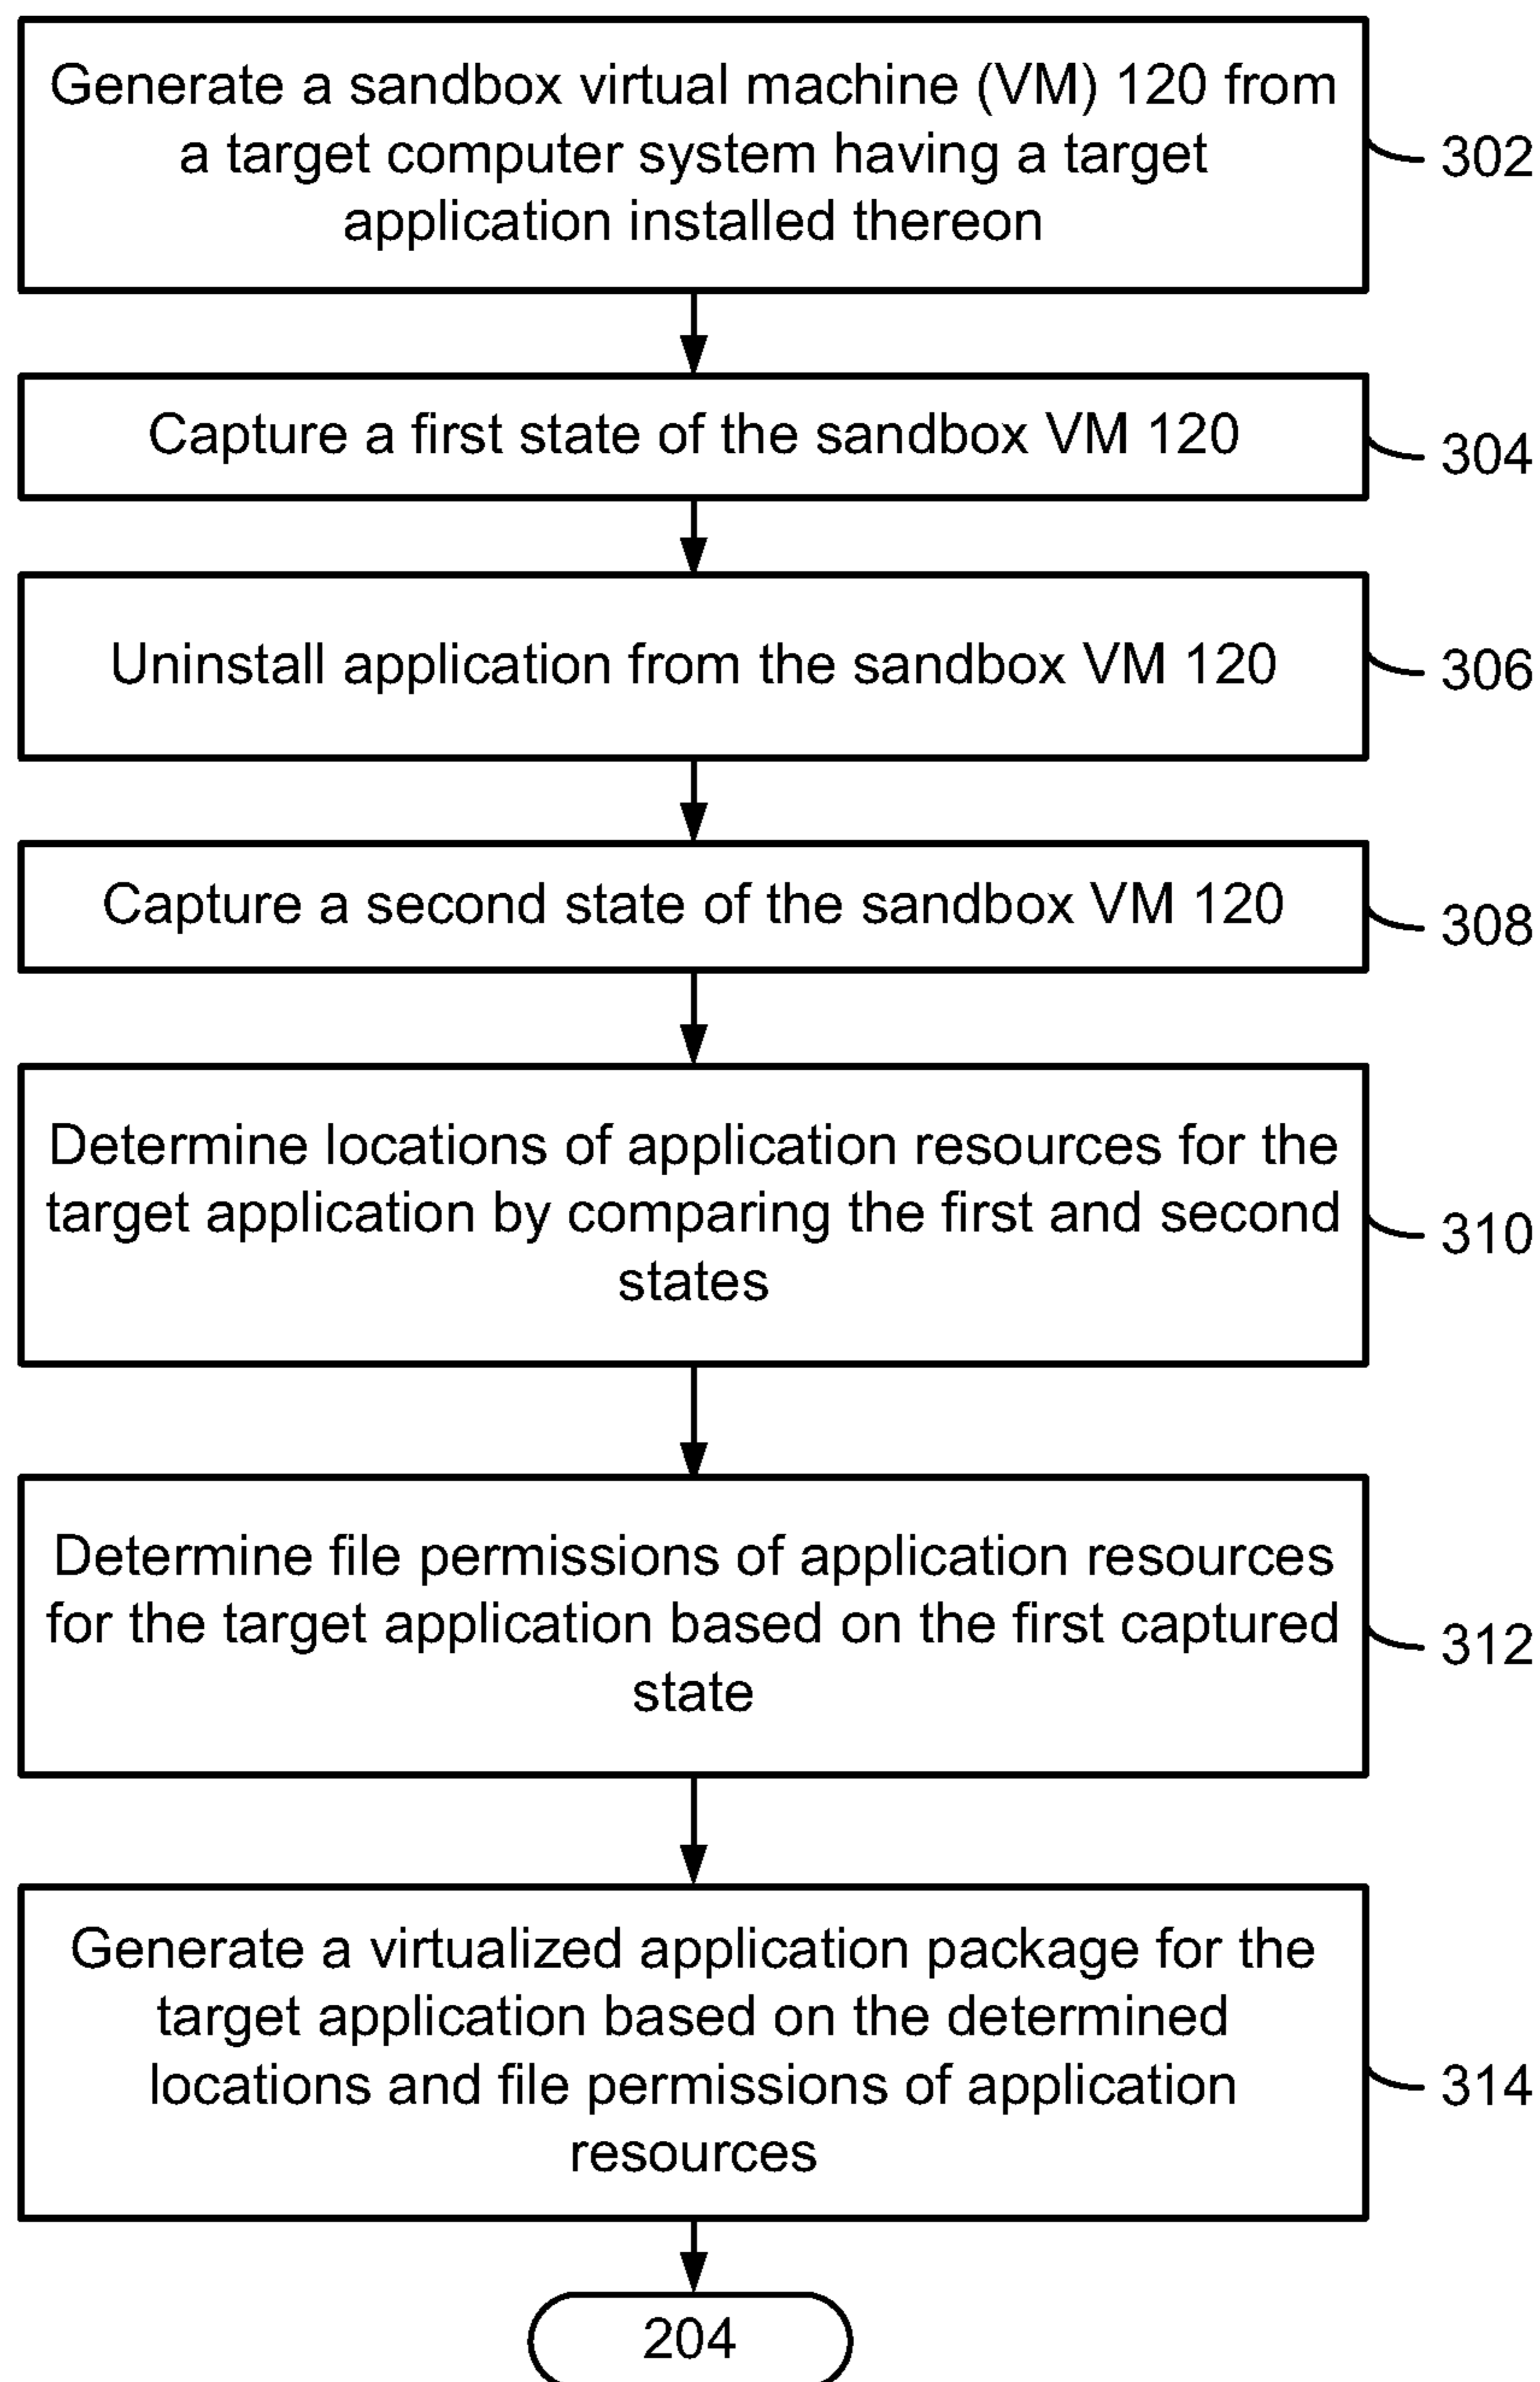 Generate a sandbox virtual machine (VM) 120 from
a target computer system having a target
application installed thereon
302
Capture a first state of the sandbox VM 120
304
Uninstall application from the sandbox VM 120
306
Capture a second state of the sandbox VM 120
308
Determine locations of application resources for the
target application by comparing the first and second
states
310
Determine file permissions of application resources
for the target application based on the first captured
state
312
Generate a virtualized application package for the
target application based on the determined
locations and file permissions of application
resources
314
204